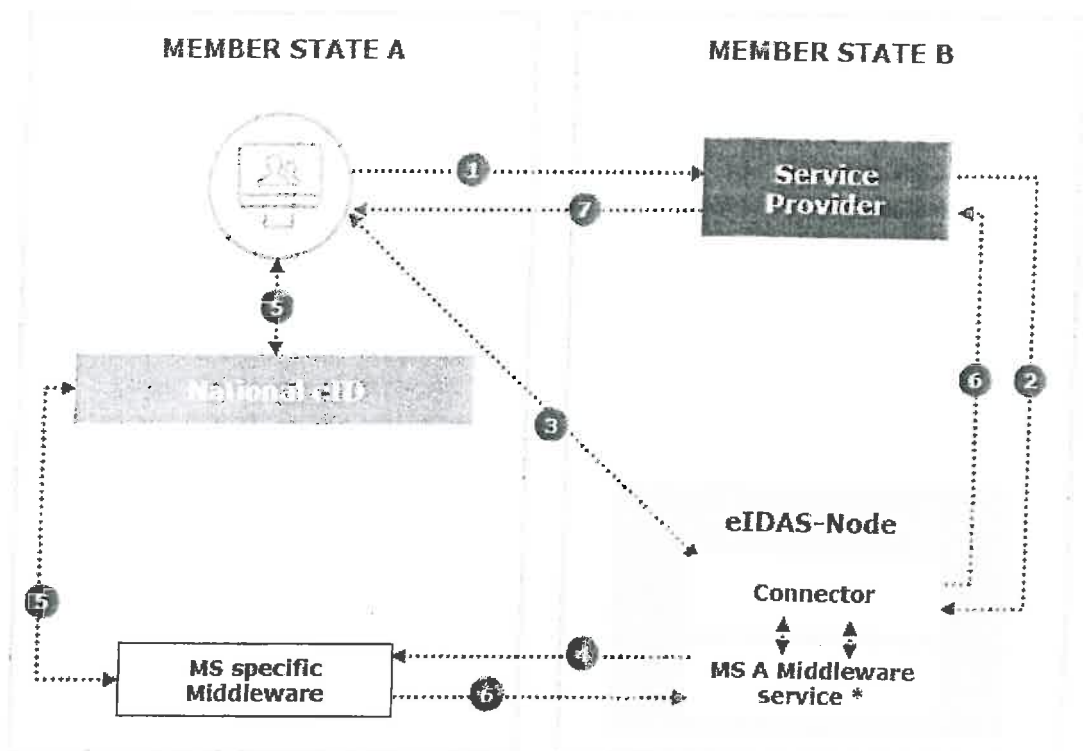 MEMBER STATE A
MEMBER STATE B
1
Service
Provider
7
5
National eID
6
2
3
eIDAS-Node
Connector
5
4
MS specific
Middleware
MS A Middleware
service *
6